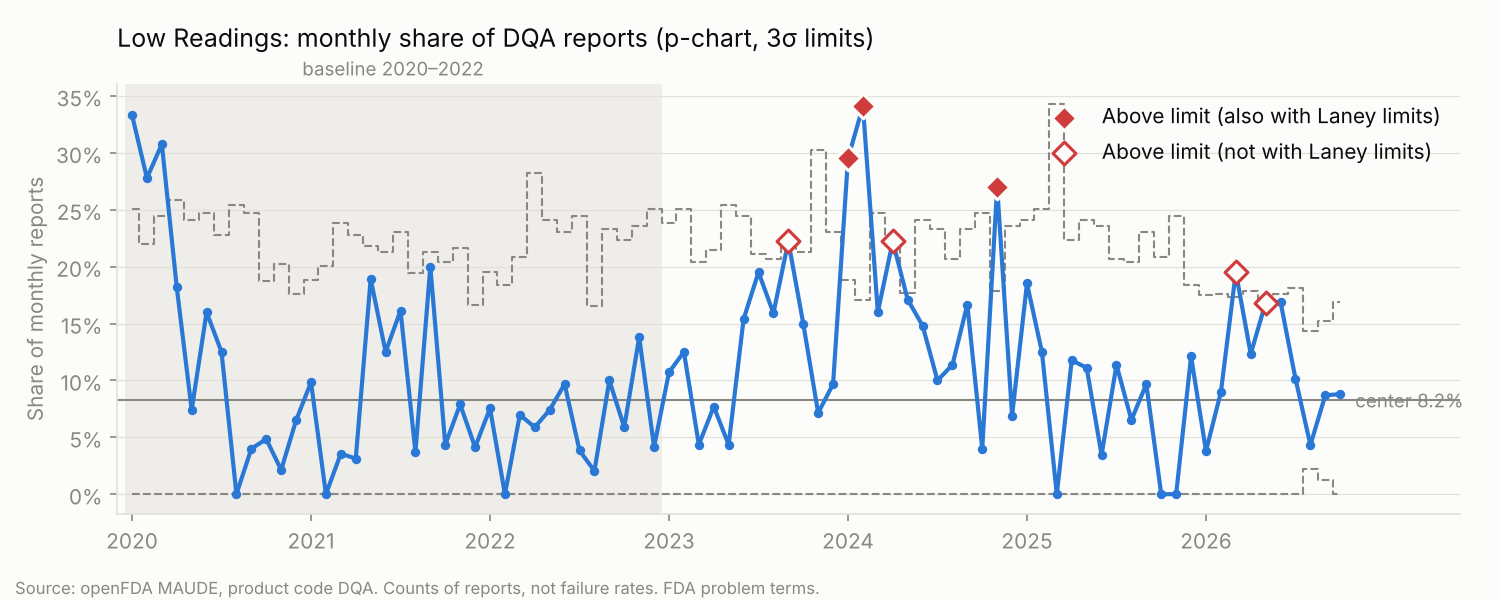 Low Readings: monthly share of DQA reports (p-chart, 3σ limits)
baseline 2020–2022
Share of monthly reports
35%
30%
25%
20%
15%
10%
5%
0%
Above limit (also with Laney limits)
Above limit (not with Laney limits)
center 8.2%
2020 2021 2022 2023 2024 2025 2026
Source: openFDA MAUDE, product code DQA. Counts of reports, not failure rates. FDA problem terms.